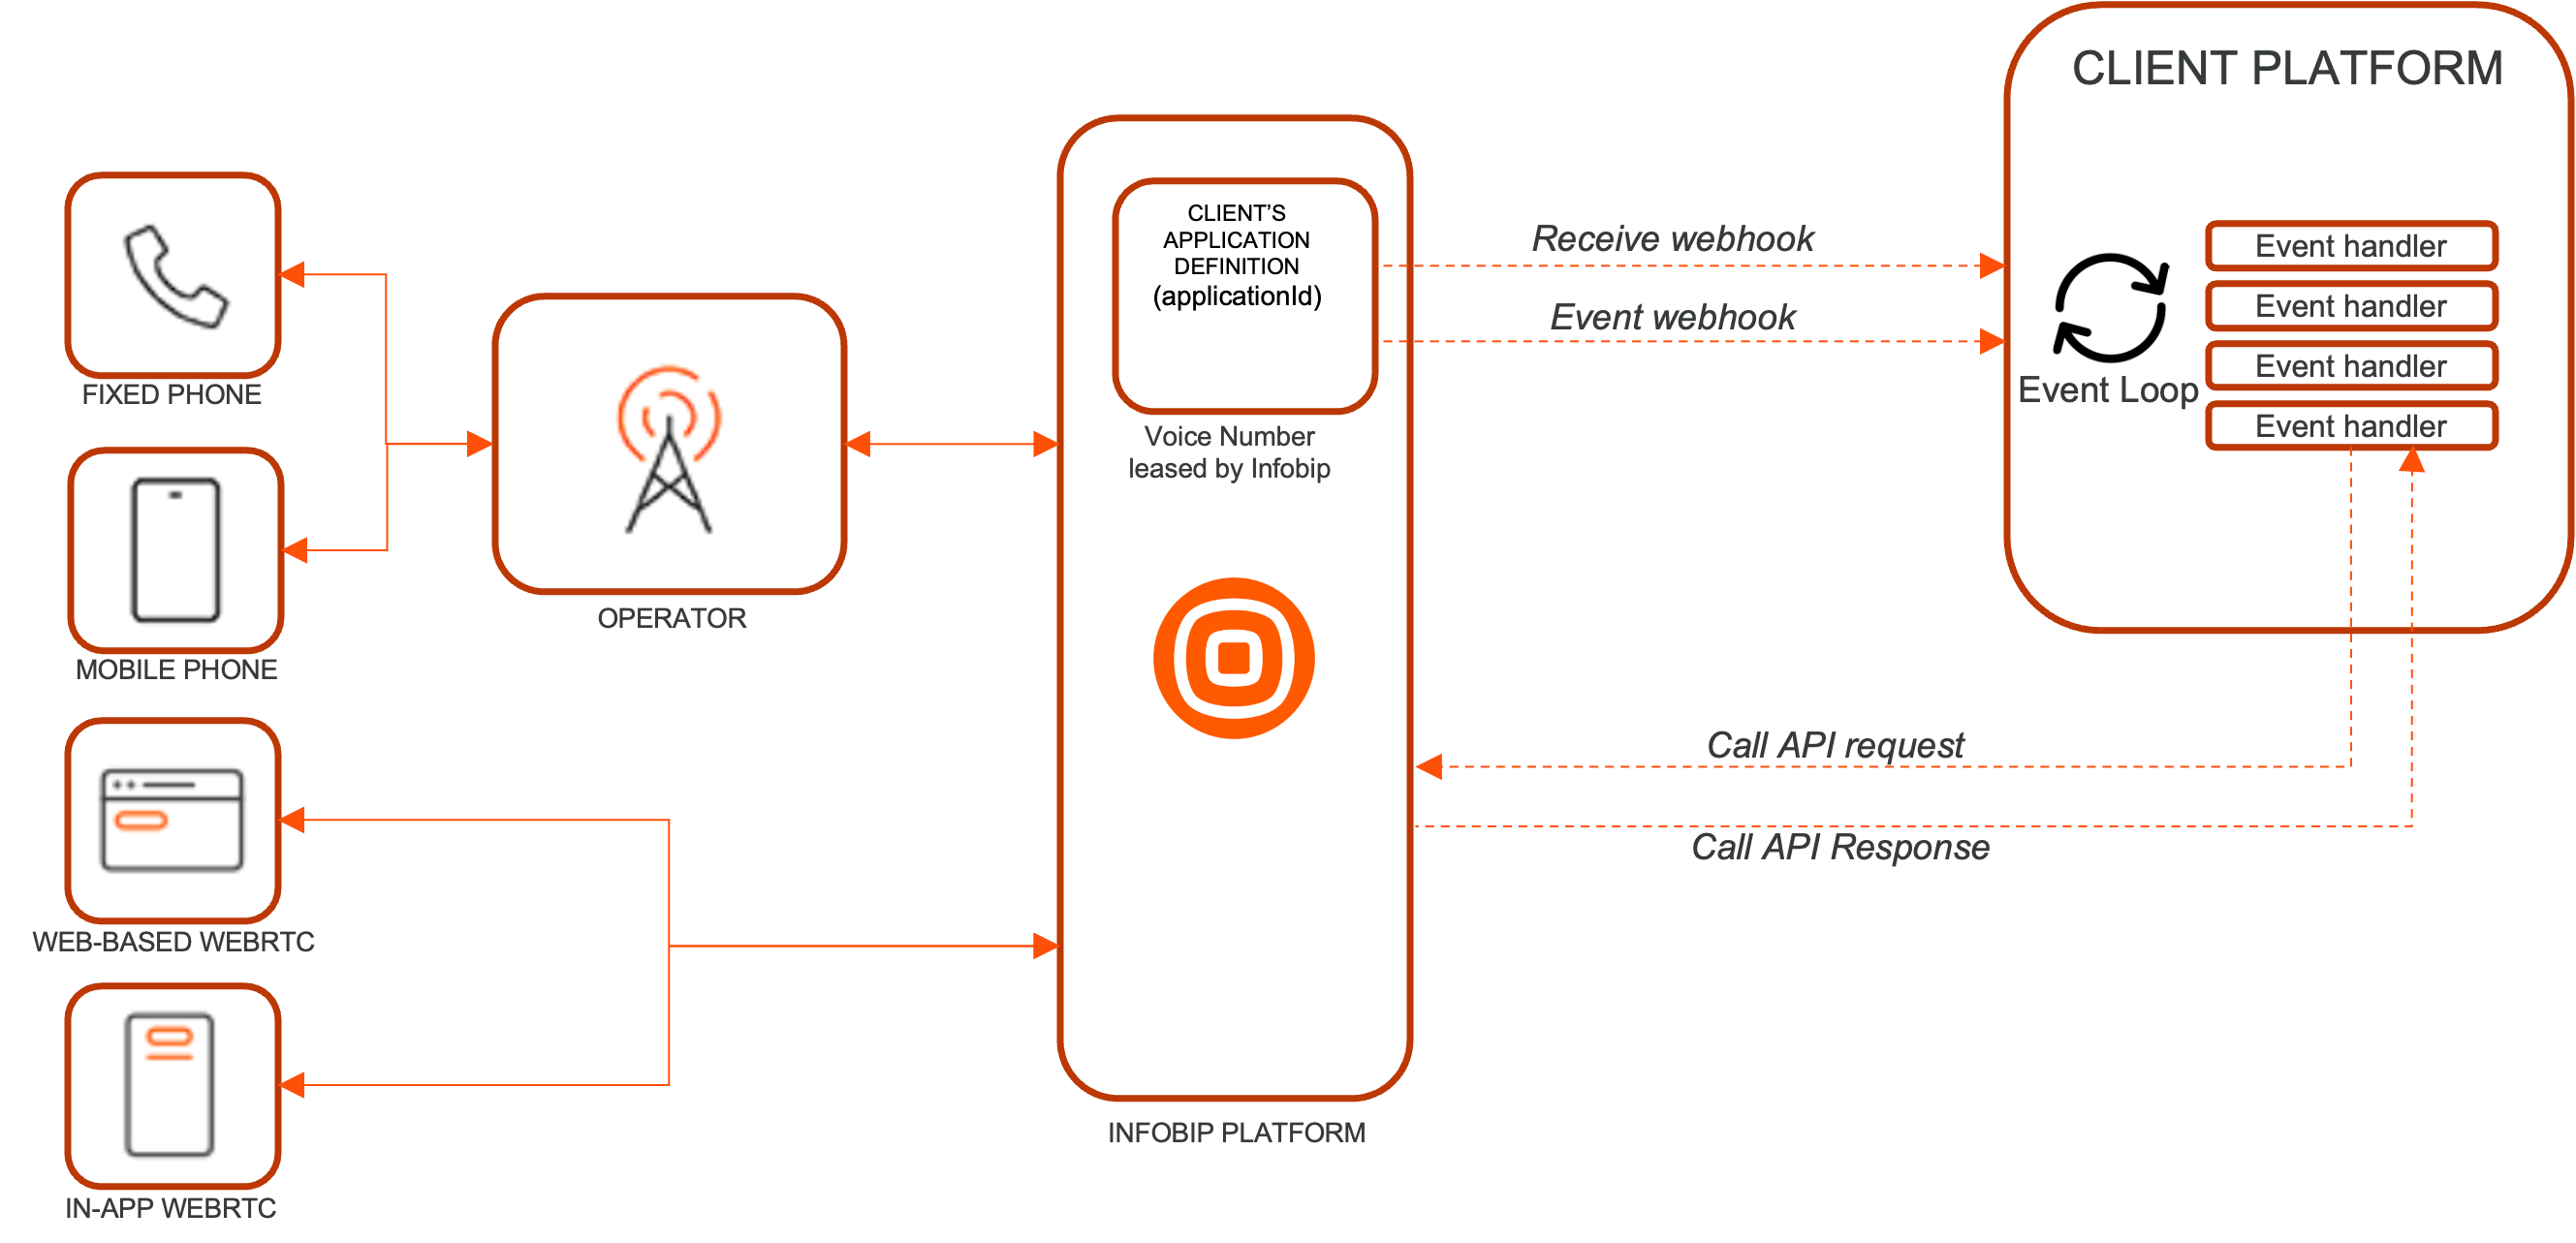 CLIENT PLATFORM
CLIENT’S
APPLICATION
DEFINITION
(applicationId)
Voice Number
leased by Infobip
Receive webhook
Event webhook
Event Loop
Event handler
Event handler
Event handler
Event handler
FIXED PHONE
MOBILE PHONE
OPERATOR
Call API request
Call API Response
WEB-BASED WEBRTC
IN-APP WEBRTC
INFOBIP PLATFORM